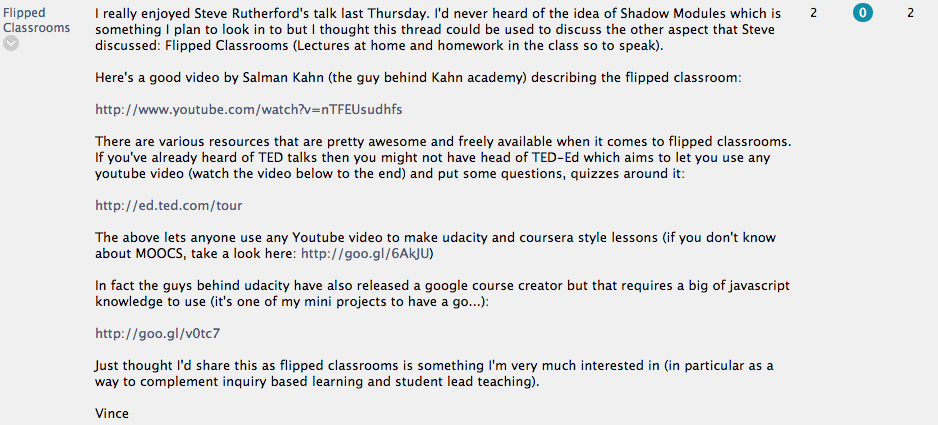 Flipped
Classrooms
I really enjoyed Steve Rutherford's talk last Thursday. I'd never heard of the idea of Shadow Modules which is
something I plan to look in to but I thought this thread could be used to discuss the other aspect that Steve
discussed: Flipped Classrooms (Lectures at home and homework in the class so to speak).
2 0 2
Here's a good video by Salman Kahn (the guy behind Kahn academy) describing the flipped classroom:
http://www.youtube.com/watch?v=nTFEUsudhfs
There are various resources that are pretty awesome and freely available when it comes to flipped classrooms.
If you've already heard of TED talks then you might not have head of TED-Ed which aims to let you use any
youtube video (watch the video below to the end) and put some questions, quizzes around it:
http://ed.ted.com/tour
The above lets anyone use any Youtube video to make udacity and coursera style lessons (if you don't know
about MOOCS, take a look here: http://goo.gl/6AkJU)
In fact the guys behind udacity have also released a google course creator but that requires a big of javascript
knowledge to use (it's one of my mini projects to have a go...):
http://goo.gl/v0tc7
Just thought I'd share this as flipped classrooms is something I'm very much interested in (in particular as a
way to complement inquiry based learning and student lead teaching).
Vince